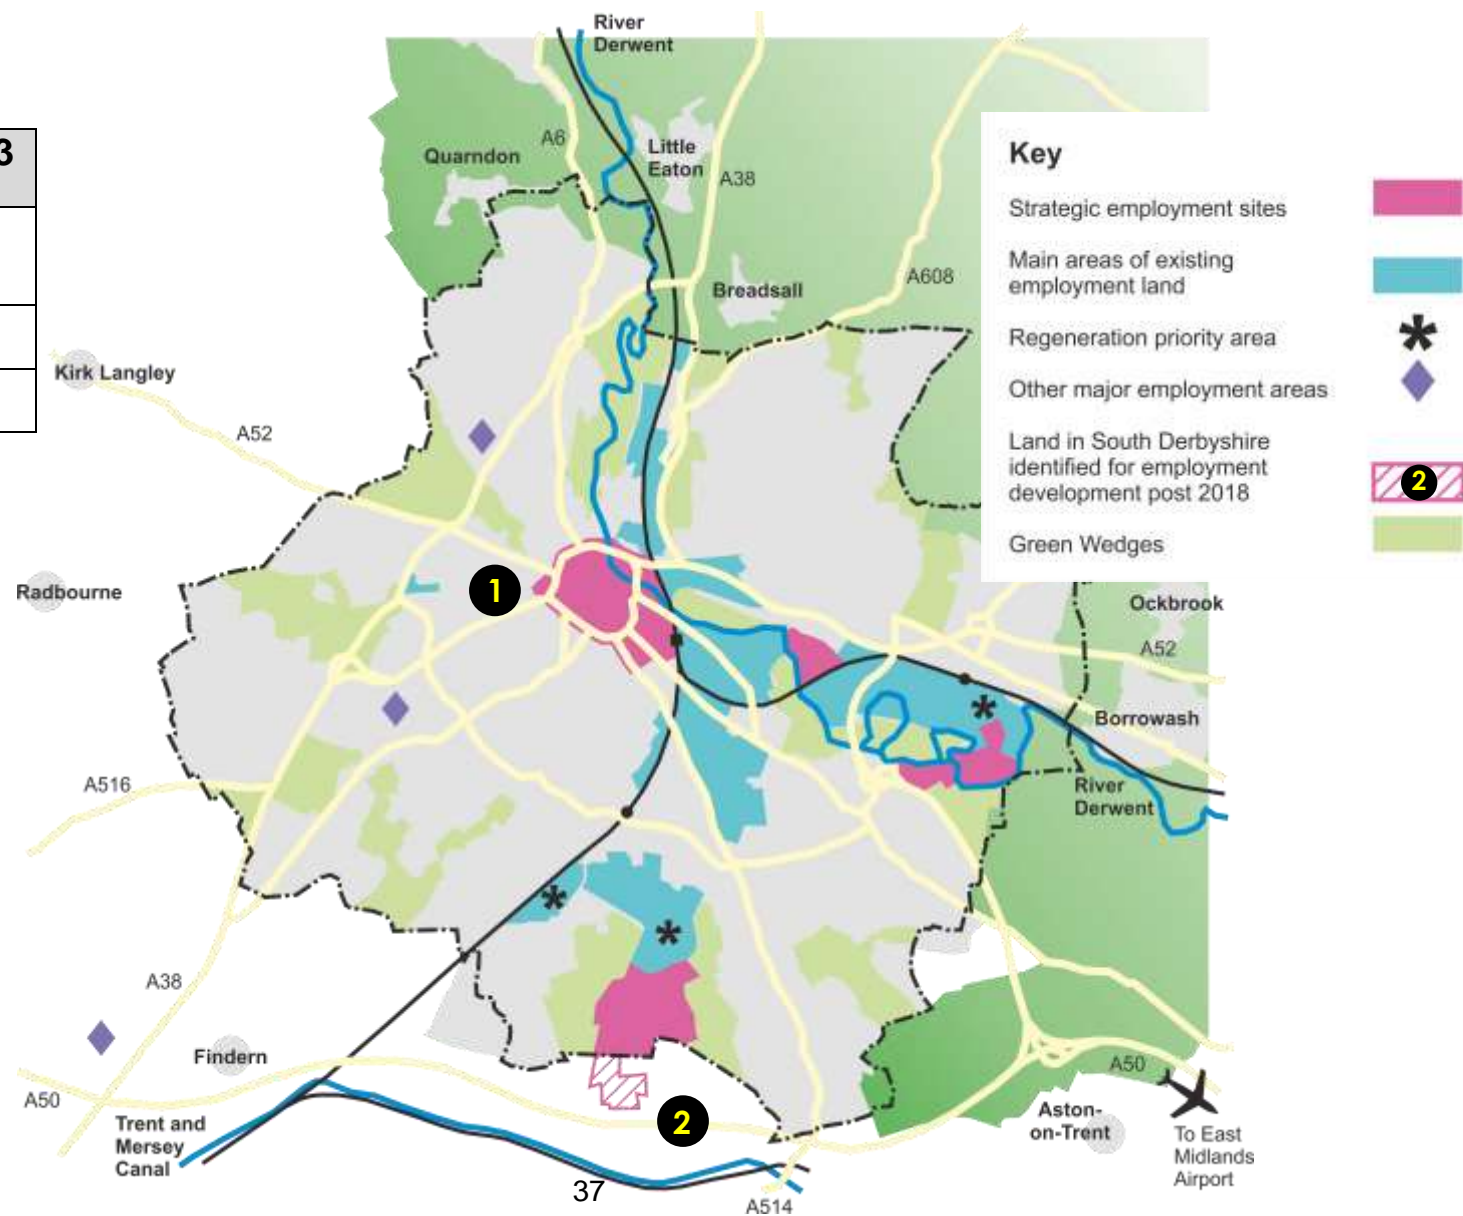 River
Derwent
3
A6
Little
Eaton
Quarndon
A38
Key
Strategic employment sites
Main areas of existing
employment land
A608
Breadsall
Regeneration priority area
Kirk Langley
Other major employment areas
A52
Land in South Derbyshire
identified for employment
development post 2018
2
Green Wedges
1
Radbourne
Ockbrook
A52
Borrowash
A516
River
Derwent
A38
Findern
A50
A50
Trent and
Mersey
Canal
2
Aston-
on-Trent
To East
Midlands
Airport
37
A514